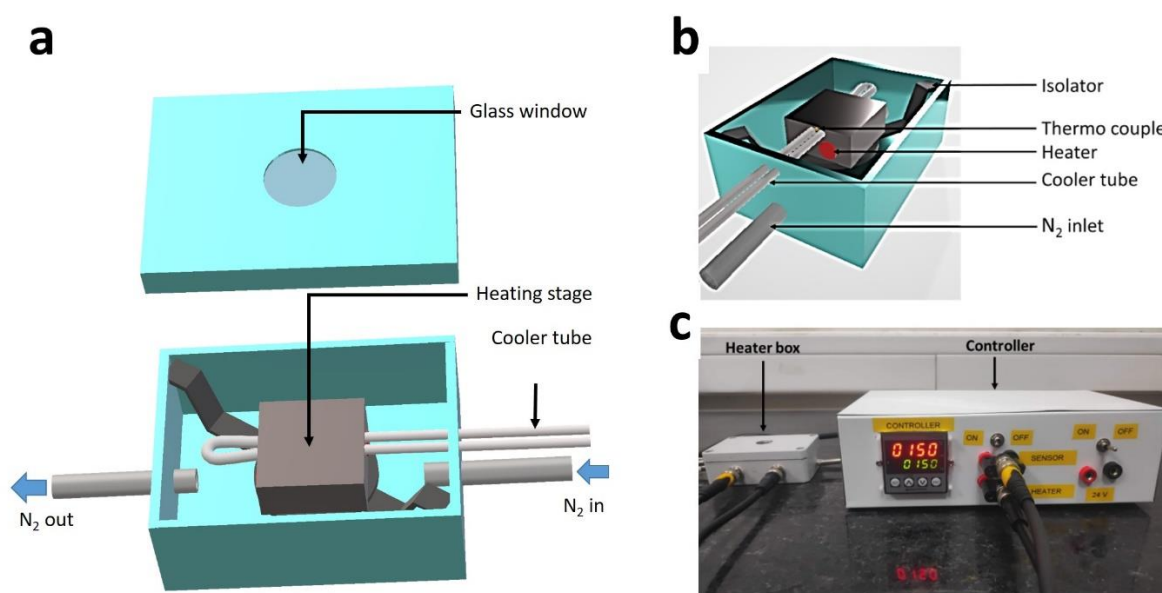 a
Glass window
Heating stage
Cooler tube
N₂ out
N₂ in
b
Isolator
Thermo couple
Heater
Cooler tube
N₂ inlet
c
Heater box
Controller
CONTROLLER
0150
0150
ON
OFF
SENSOR
HEATER
ON
OFF
24 V